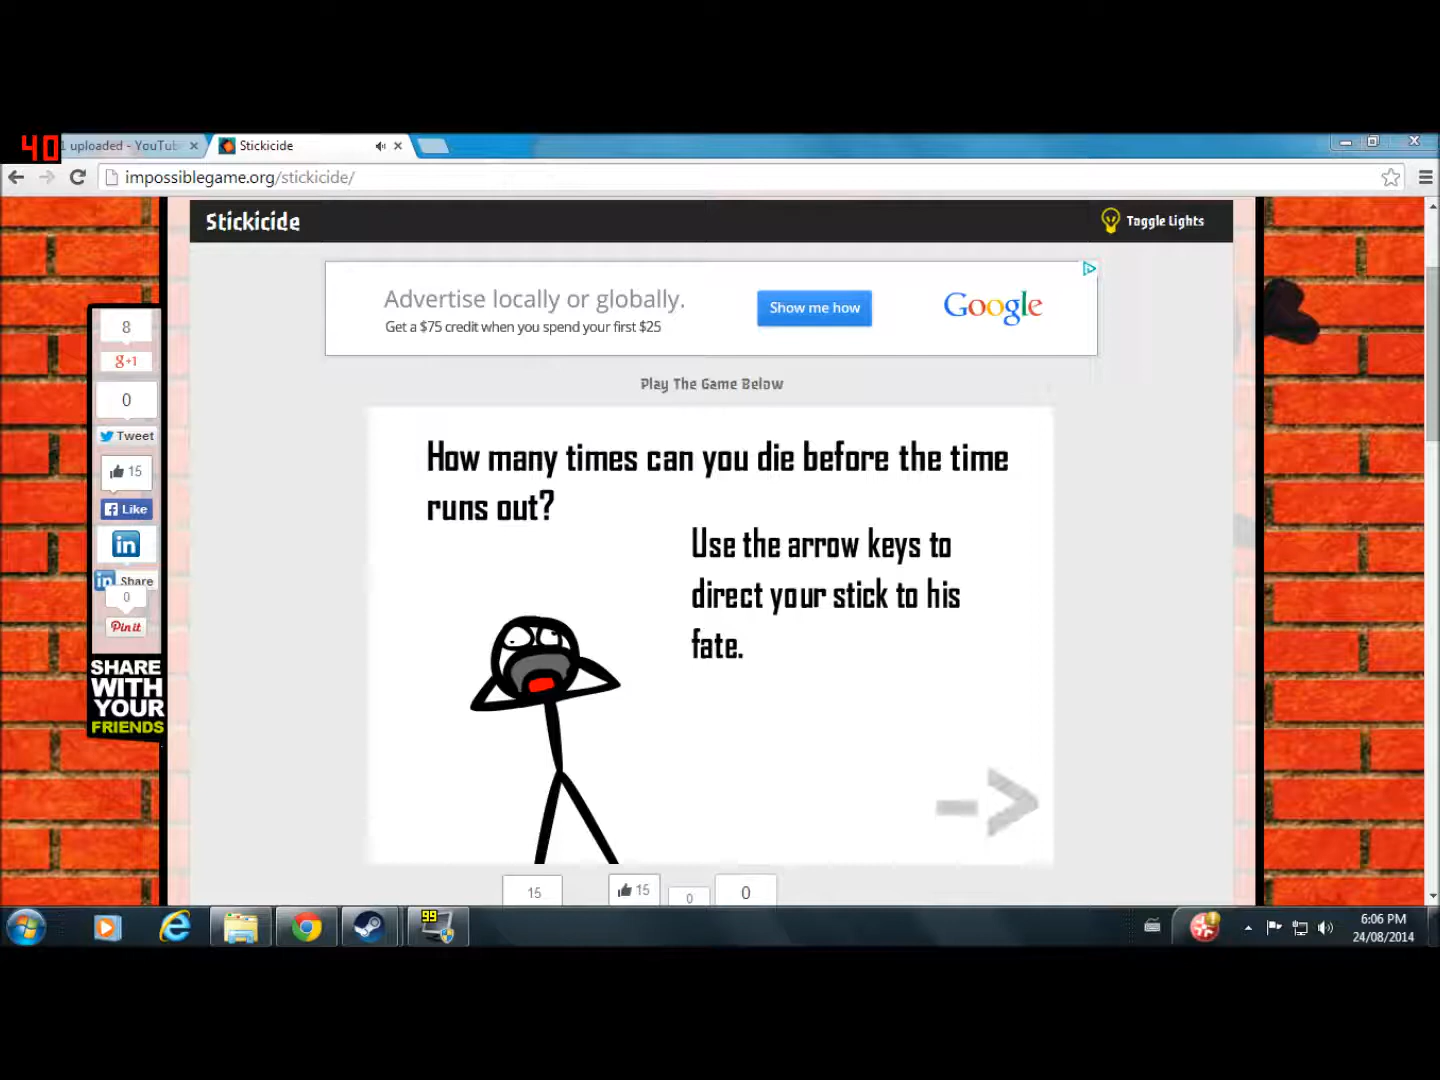 40
1 uploaded - YouTub
Stickicide
impossiblegame.org/stickicide/
Stickicide
Toggle Lights
Advertise locally or globally.
Get a $75 credit when you spend your first $25
Show me how
Google
Play The Game Below
8
g+1
0
Tweet
15
Like
in
in Share
0
Pin it
SHARE
WITH
YOUR
FRIENDS
How many times can you die before the time
runs out?
Use the arrow keys to
direct your stick to his
fate.
15
15
0
0
99
6:06 PM
24/08/2014